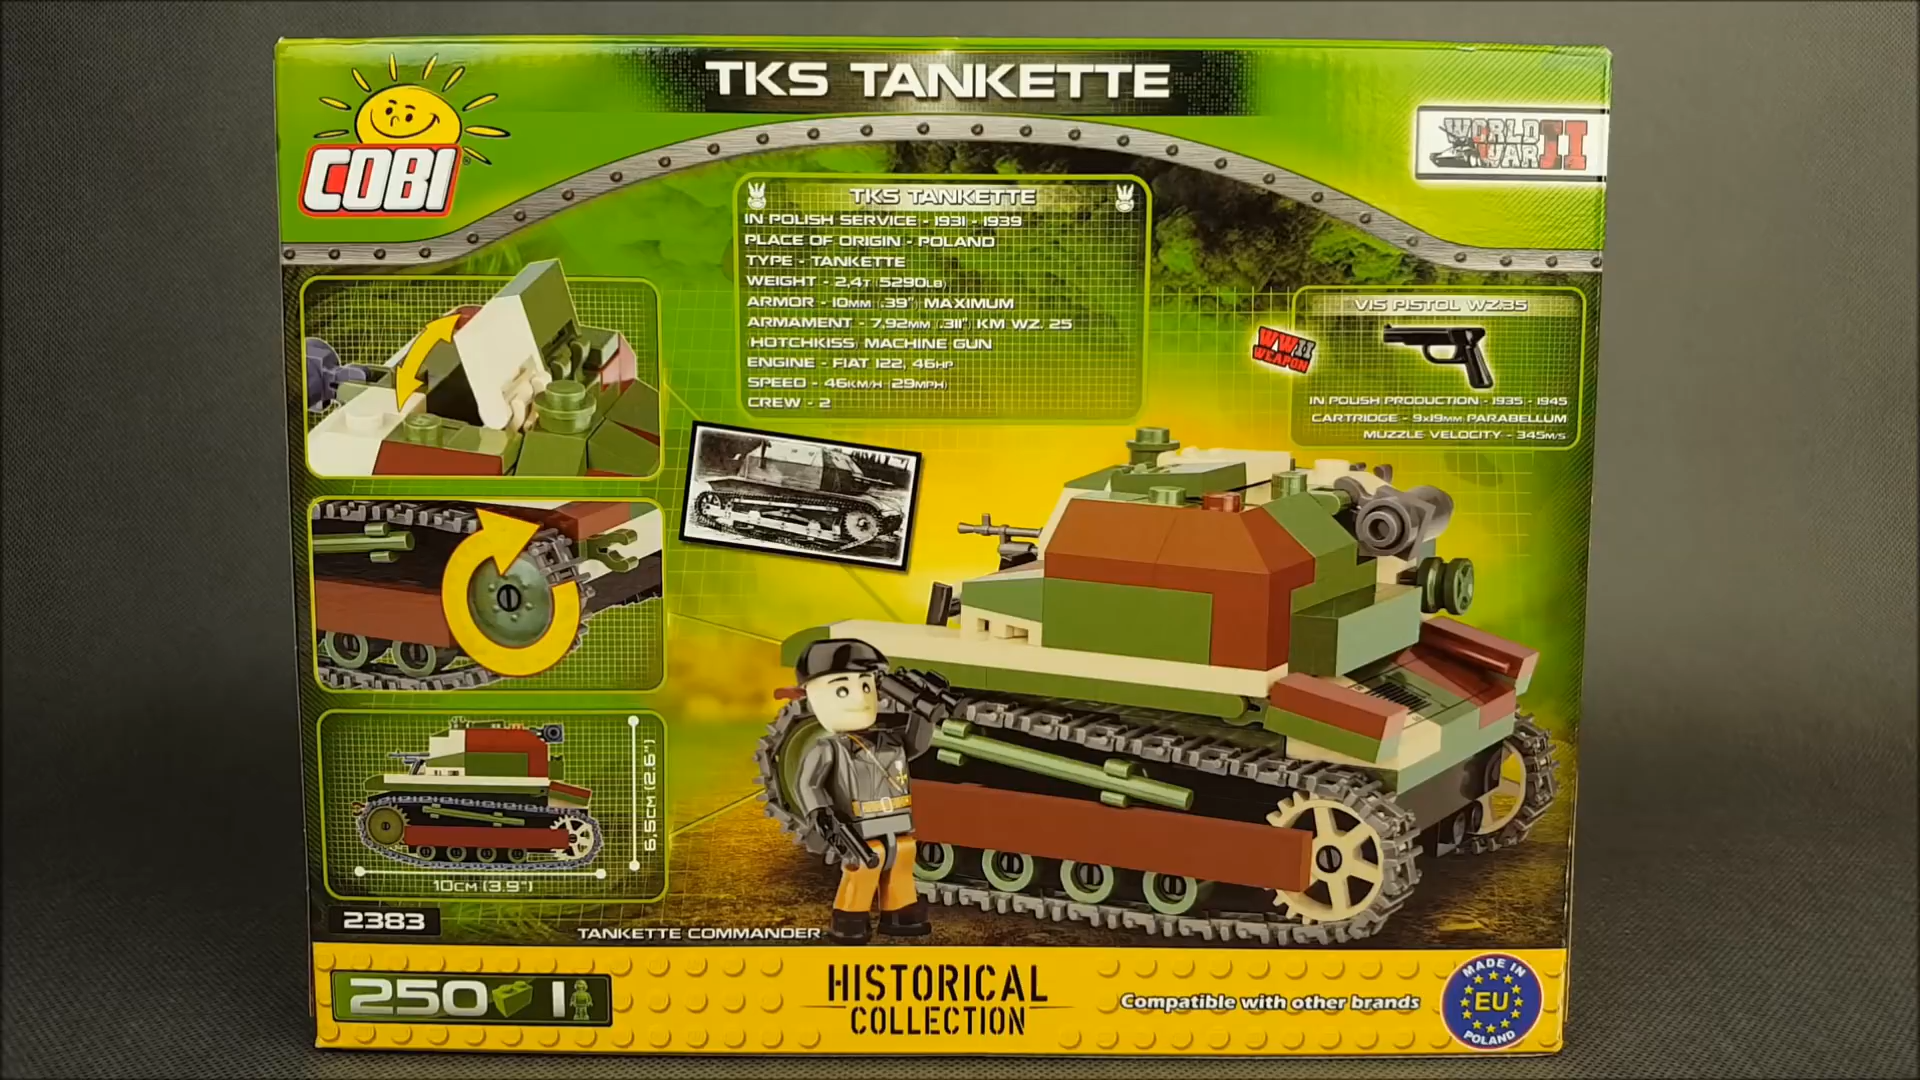 TKS TANKETTE
COBI
WORLD
WAR II
TKS TANKETTE
IN POLISH SERVICE - 1931 - 1939
PLACE OF ORIGIN - POLAND
TYPE - TANKETTE
WEIGHT - 2,4T (5290LB)
ARMOR - 10MM (.39") MAXIMUM
ARMAMENT - 7,92MM (.311") KM WZ. 25
(HOTCHKISS) MACHINE GUN
ENGINE - FIAT 122, 46HP
SPEED - 46KM/H (29MPH)
CREW - 2
VIS PISTOL WZ.35
WWII
WEAPON
IN POLISH PRODUCTION - 1935 - 1945
CARTRIDGE - 9x19MM PARABELLUM
MUZZLE VELOCITY - 345M/S
6,5CM (2.6")
10CM (3.9")
2383
TANKETTE COMMANDER
250 1
HISTORICAL
COLLECTION
Compatible with other brands
MADE IN
EU
POLAND